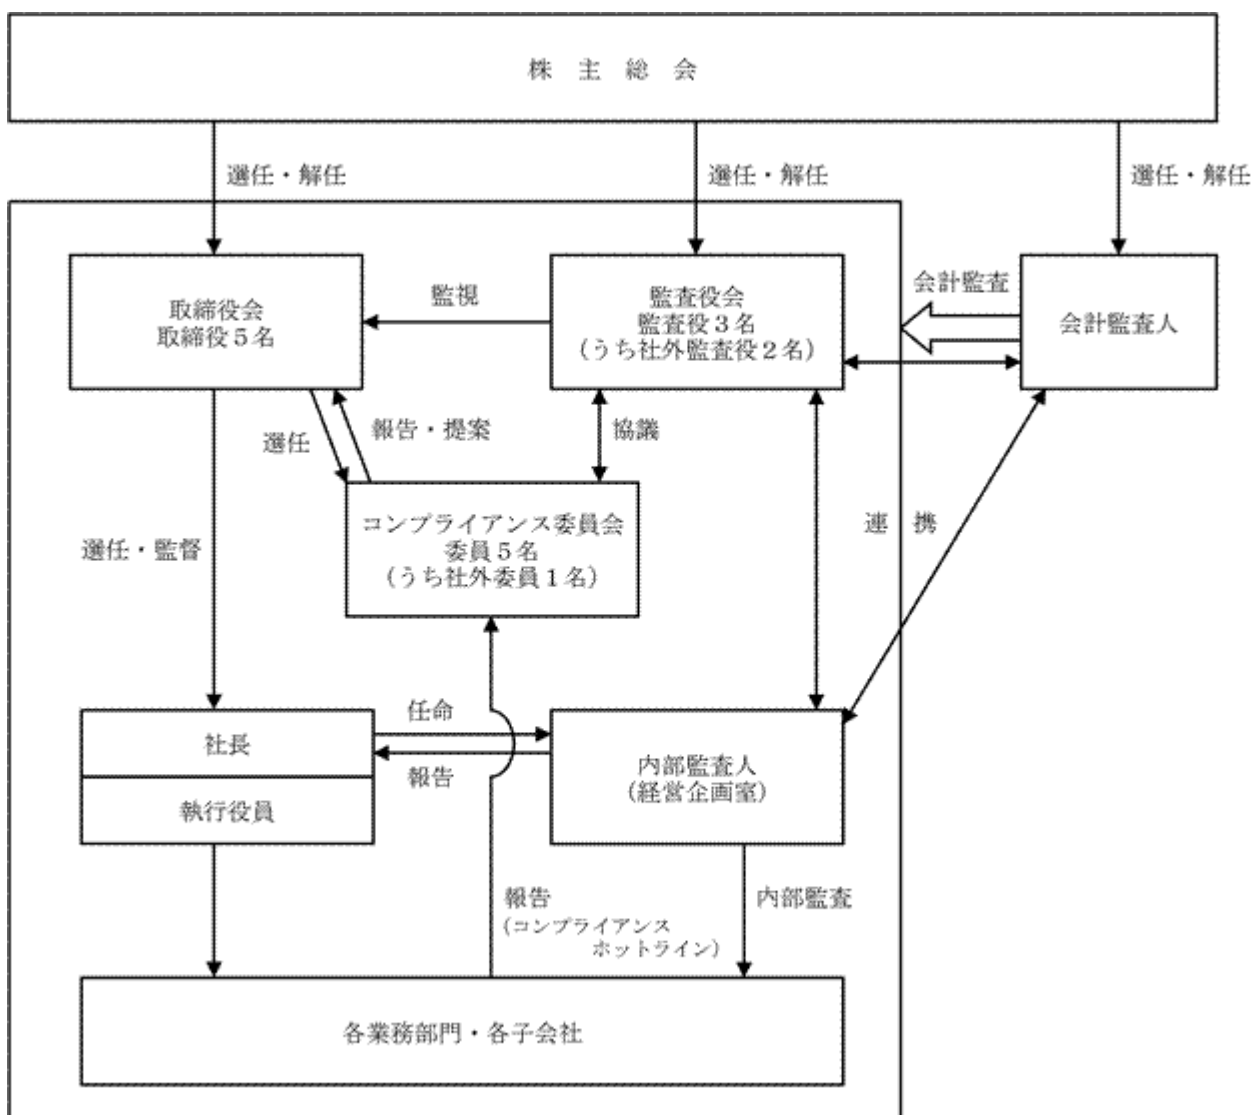 株主総会
選任・解任
選任・解任
選任・解任
取締役会
取締役５名
監視
監査役会
監査役３名
(うち社外監査役２名)
会計監査
会計監査人
選任
報告・提案
協議
コンプライアンス委員会
委員５名
(うち社外委員１名)
連携
選任・監督
社長
執行役員
任命
報告
内部監査人
(経営企画室)
報告
(コンプライアンス
ホットライン)
内部監査
各業務部門・各子会社